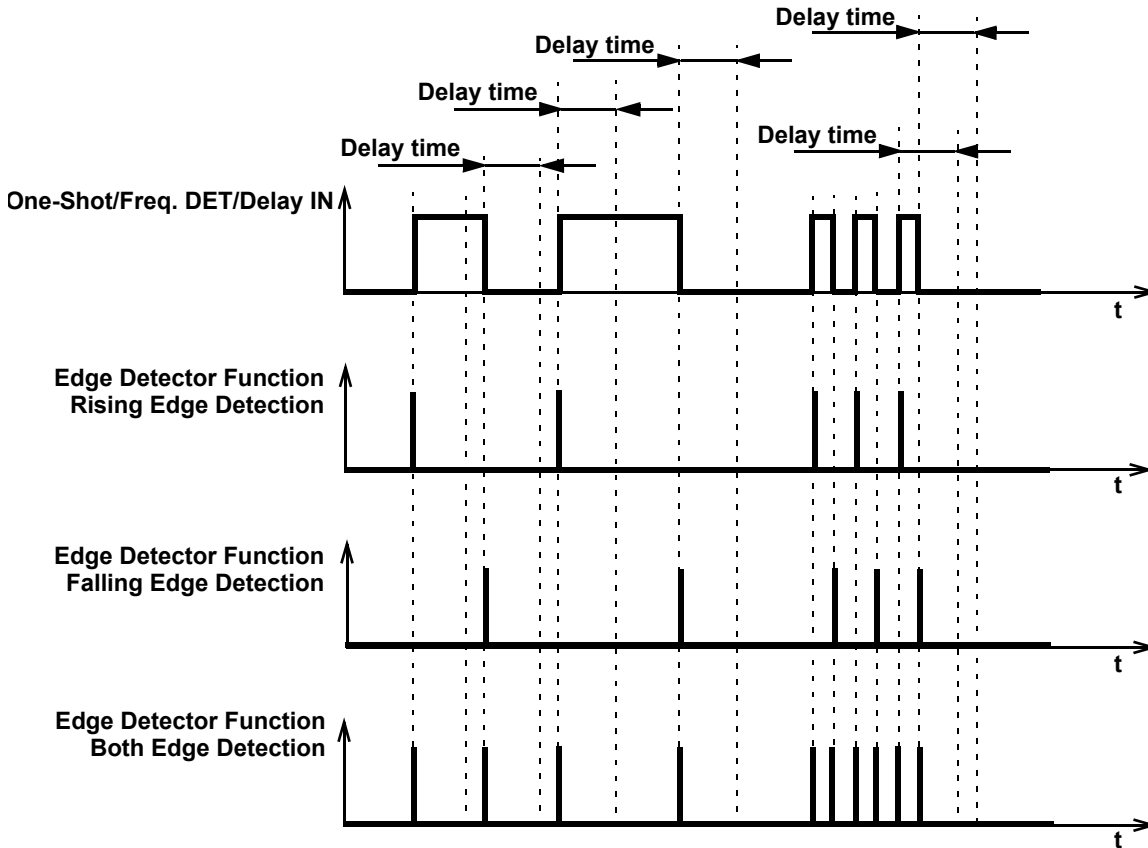 Delay time
Delay time
Delay time
Delay time
Delay time
One-Shot/Freq. DET/Delay IN
t
Edge Detector Function
Rising Edge Detection
t
Edge Detector Function
Falling Edge Detection
t
Edge Detector Function
Both Edge Detection
t